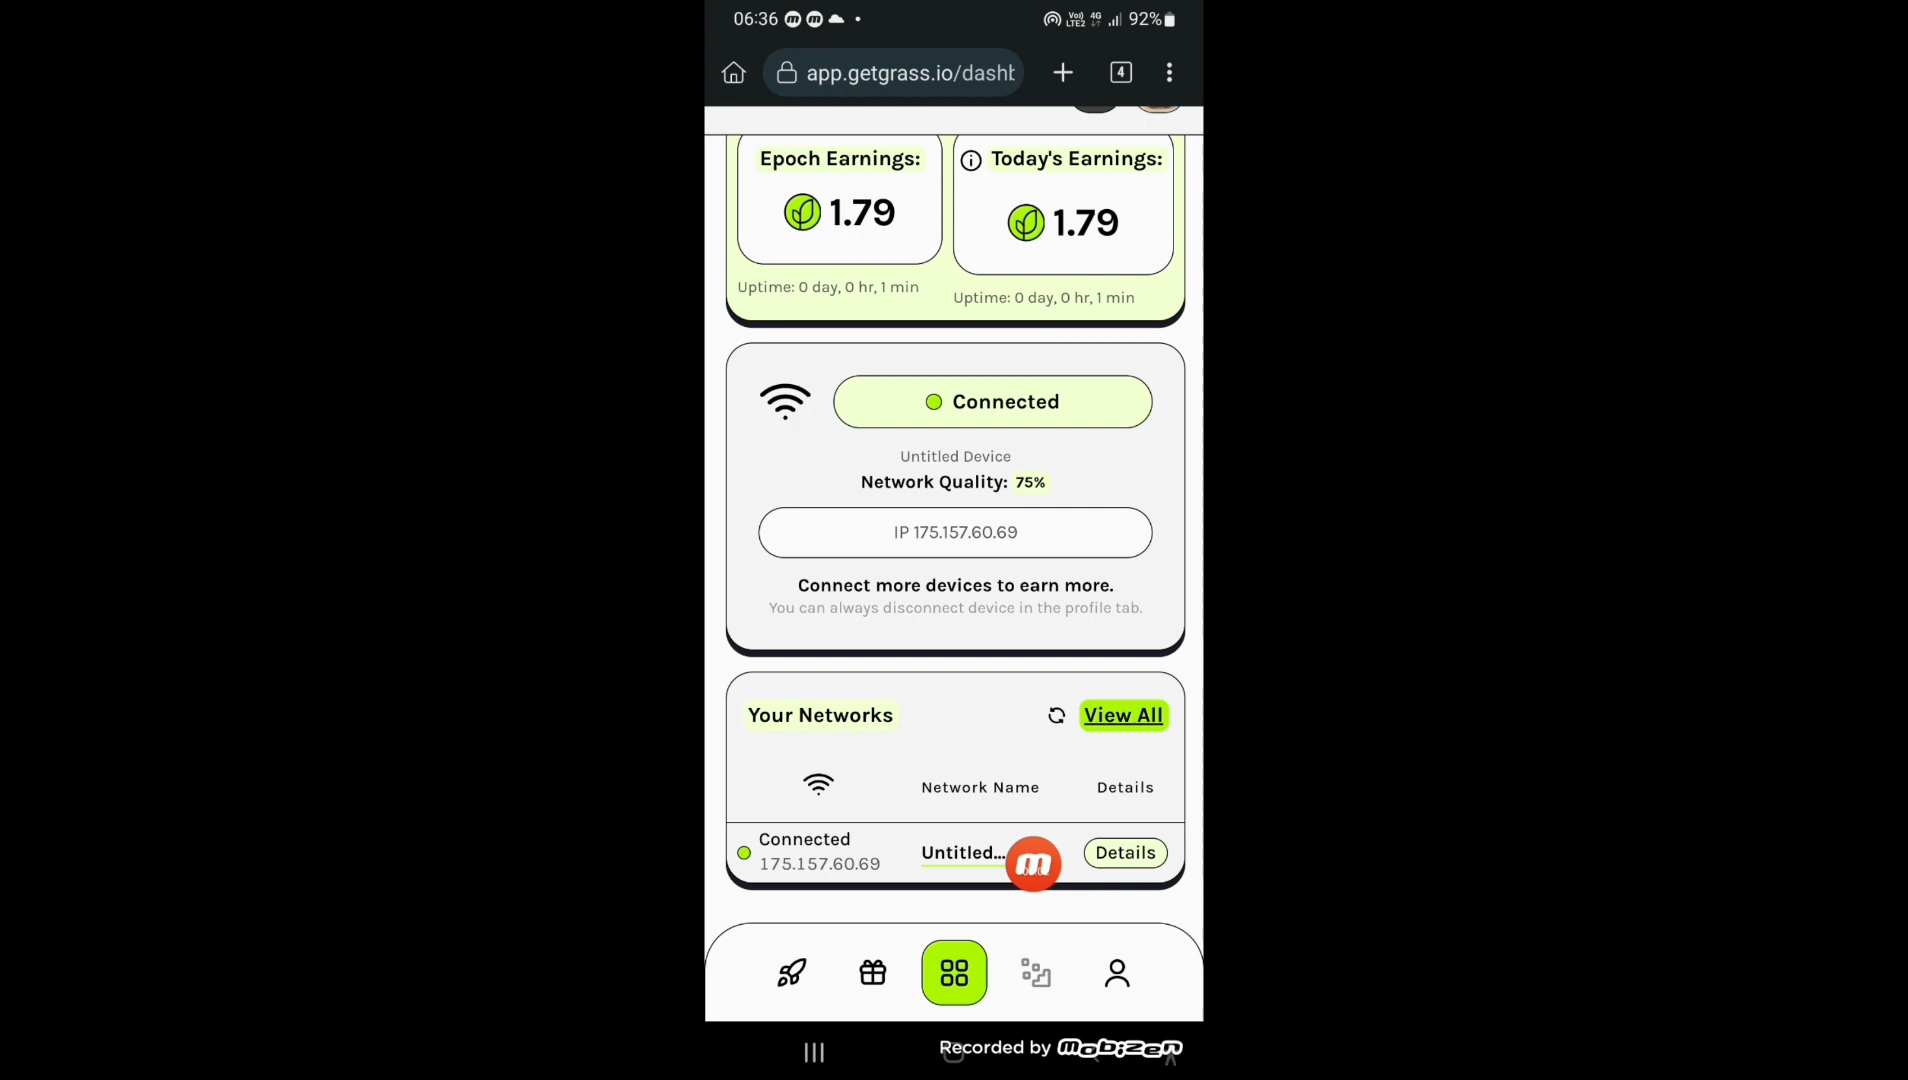 06:36
Vo) LTE2 4G 92%
app.getgrass.io/dashb
4
Epoch Earnings:
1.79
Uptime: 0 day, 0 hr, 1 min
Today's Earnings:
1.79
Uptime: 0 day, 0 hr, 1 min
Connected
Untitled Device
Network Quality: 75%
IP 175.157.60.69
Connect more devices to earn more.
You can always disconnect device in the profile tab.
Your Networks
View All
Network Name
Details
Connected
175.157.60.69
Untitled...
Details
Recorded by mobizen